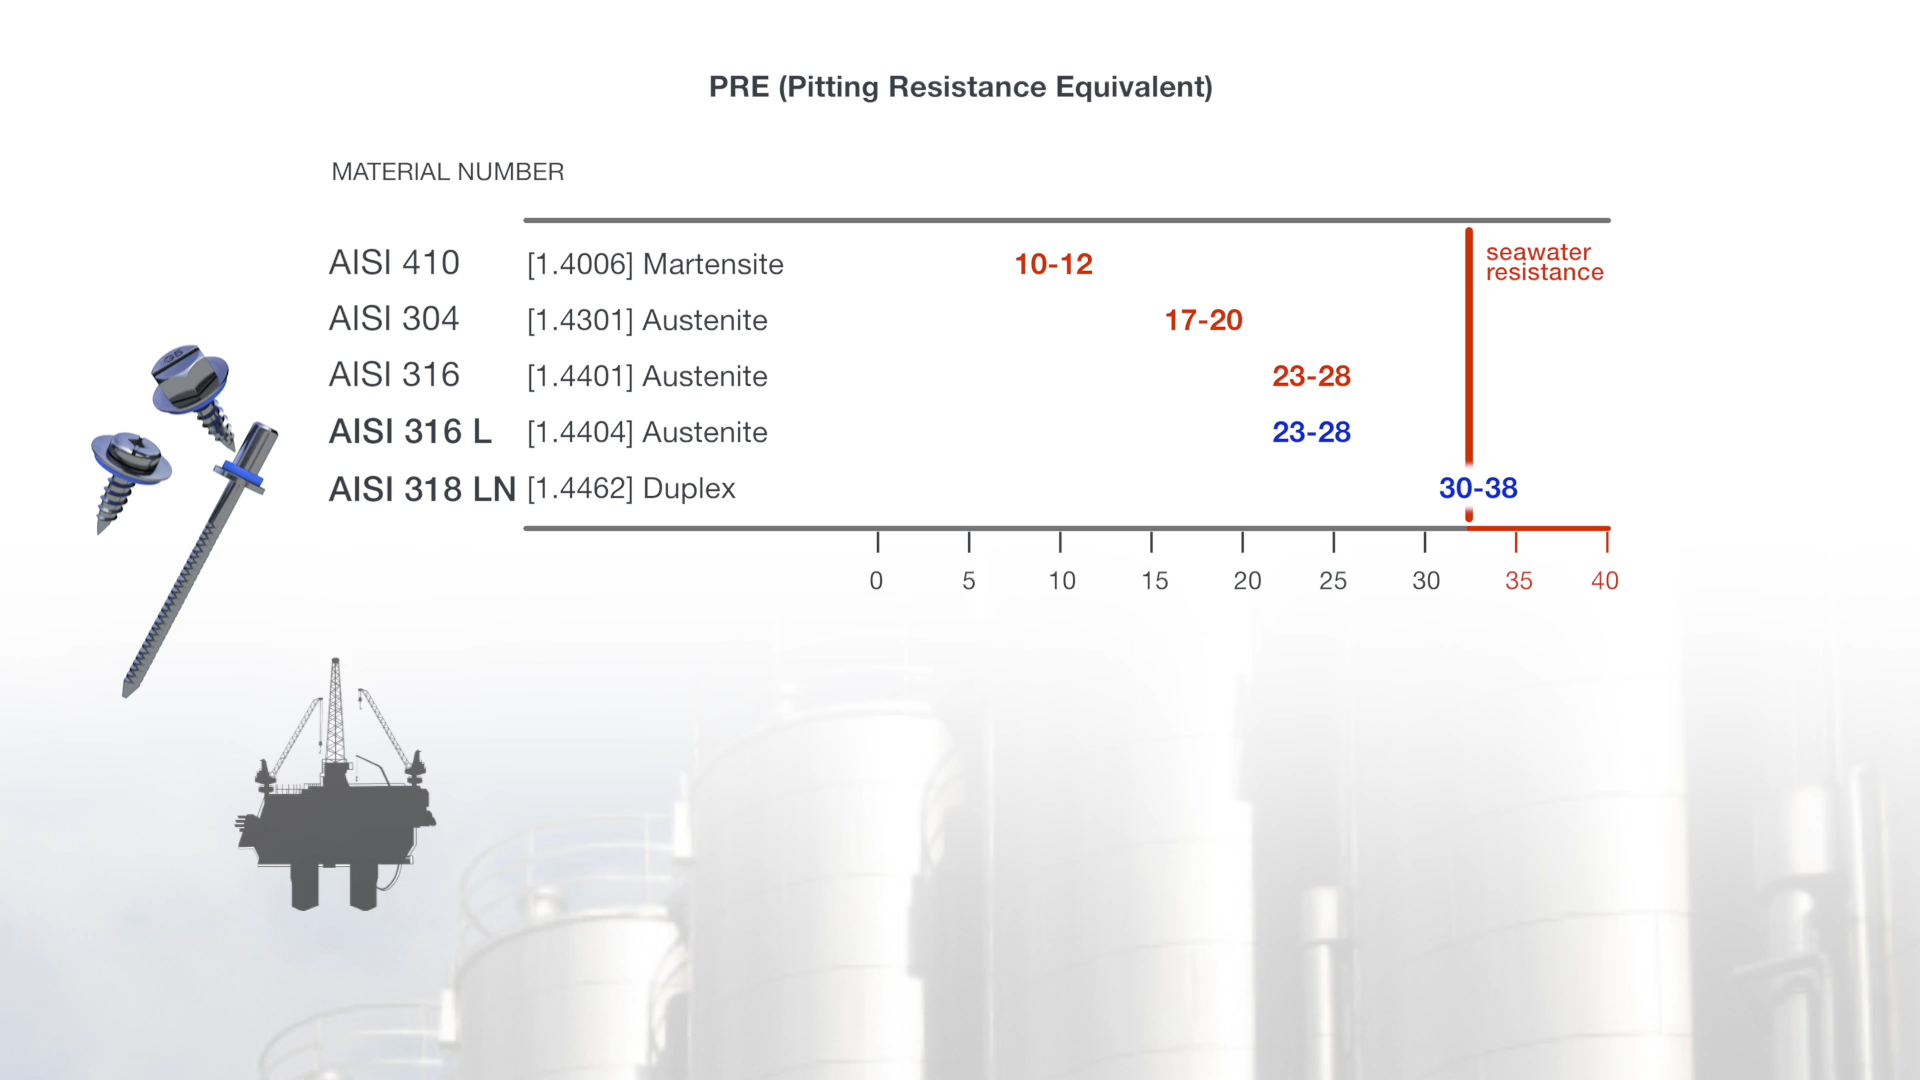 PRE (Pitting Resistance Equivalent)
MATERIAL NUMBER
AISI 410 [1.4006] Martensite 10-12
seawater
resistance
AISI 304 [1.4301] Austenite 17-20
AISI 316 [1.4401] Austenite 23-28
AISI 316 L [1.4404] Austenite 23-28
AISI 318 LN [1.4462] Duplex 30-38
0 5 10 15 20 25 30 35 40